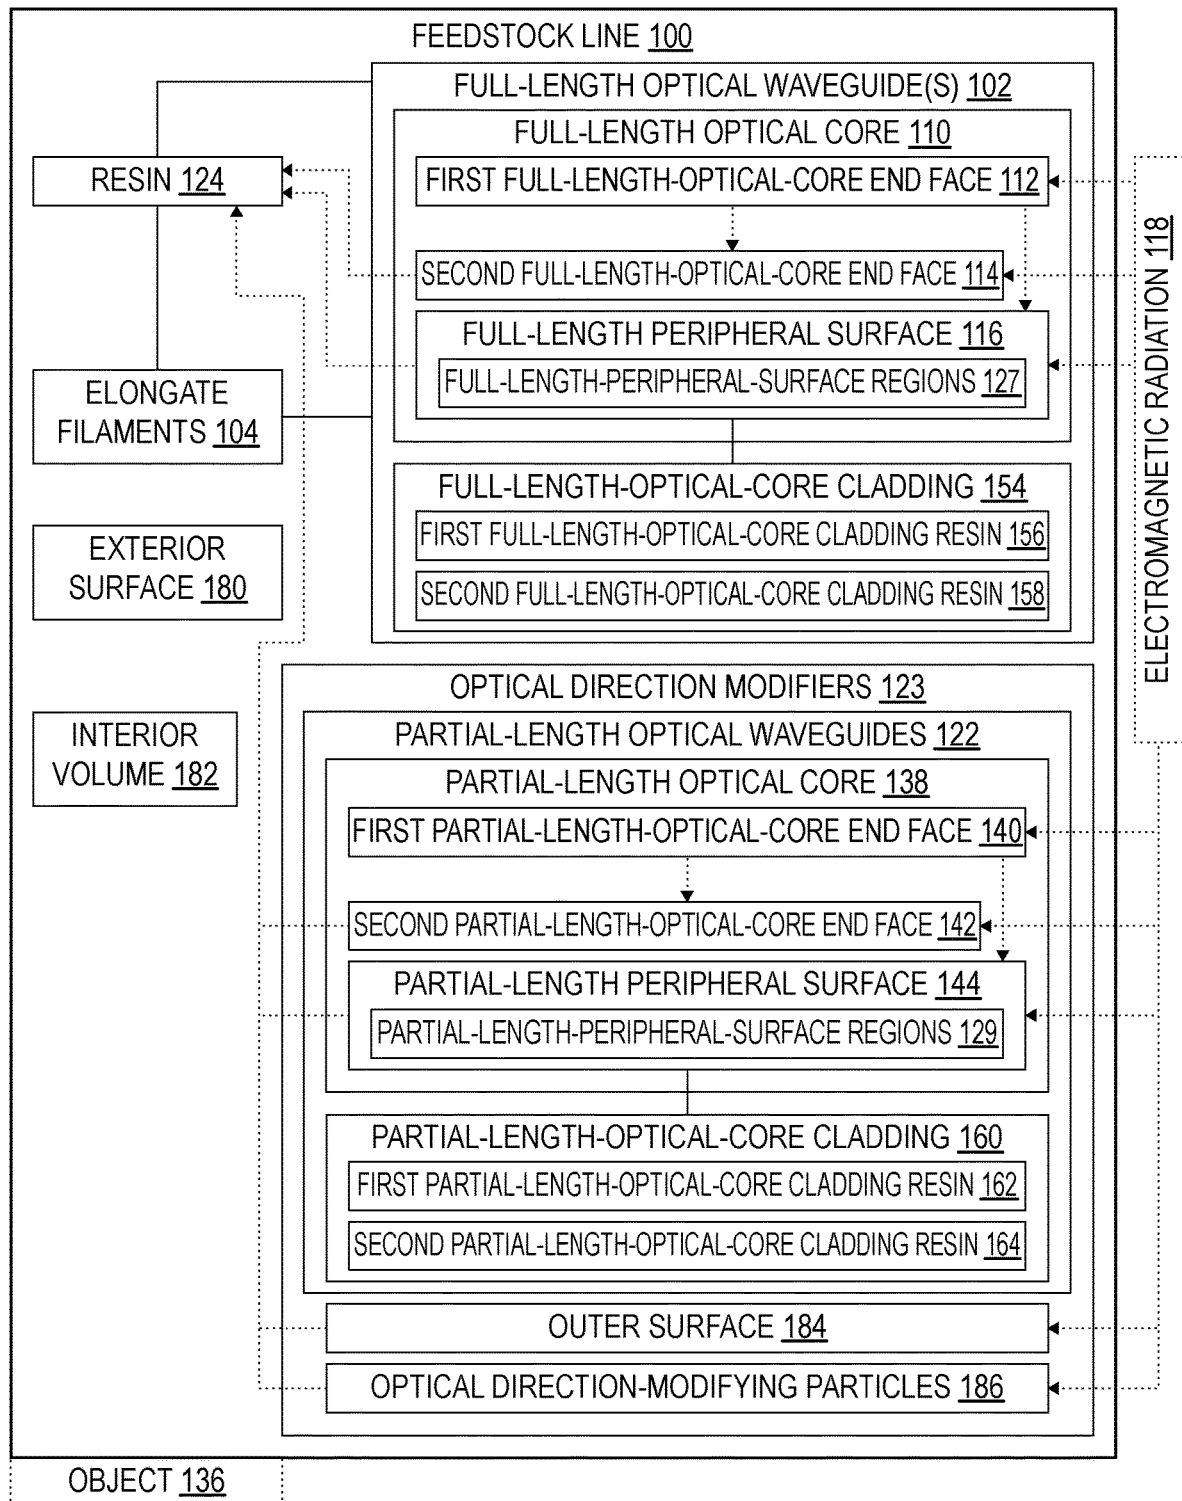 FEEDSTOCK LINE 100
FULL-LENGTH OPTICAL WAVEGUIDE(S) 102
FULL-LENGTH OPTICAL CORE 110
RESIN 124
FIRST FULL-LENGTH-OPTICAL-CORE END FACE 112
SECOND FULL-LENGTH-OPTICAL-CORE END FACE 114
FULL-LENGTH PERIPHERAL SURFACE 116
FULL-LENGTH-PERIPHERAL-SURFACE REGIONS 127
ELECTROMAGNETIC RADIATION 118
ELONGATE
FILAMENTS 104
FULL-LENGTH-OPTICAL-CORE CLADDING 154
FIRST FULL-LENGTH-OPTICAL-CORE CLADDING RESIN 156
SECOND FULL-LENGTH-OPTICAL-CORE CLADDING RESIN 158
EXTERIOR
SURFACE 180
OPTICAL DIRECTION MODIFIERS 123
PARTIAL-LENGTH OPTICAL WAVEGUIDES 122
INTERIOR
VOLUME 182
PARTIAL-LENGTH OPTICAL CORE 138
FIRST PARTIAL-LENGTH-OPTICAL-CORE END FACE 140
SECOND PARTIAL-LENGTH-OPTICAL-CORE END FACE 142
PARTIAL-LENGTH PERIPHERAL SURFACE 144
PARTIAL-LENGTH-PERIPHERAL-SURFACE REGIONS 129
PARTIAL-LENGTH-OPTICAL-CORE CLADDING 160
FIRST PARTIAL-LENGTH-OPTICAL-CORE CLADDING RESIN 162
SECOND PARTIAL-LENGTH-OPTICAL-CORE CLADDING RESIN 164
OUTER SURFACE 184
OPTICAL DIRECTION-MODIFYING PARTICLES 186
OBJECT 136